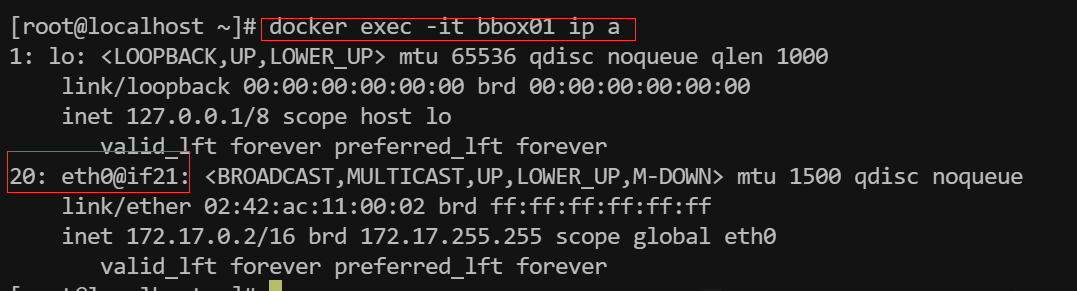 [root@localhost ~]# docker exec -it bbox01 ip a
1: lo: <LOOPBACK,UP,LOWER_UP> mtu 65536 qdisc noqueue qlen 1000
    link/loopback 00:00:00:00:00:00 brd 00:00:00:00:00:00
    inet 127.0.0.1/8 scope host lo
       valid_lft forever preferred_lft forever
20: eth0@if21: <BROADCAST,MULTICAST,UP,LOWER_UP,M-DOWN> mtu 1500 qdisc noqueue
    link/ether 02:42:ac:11:00:02 brd ff:ff:ff:ff:ff:ff
    inet 172.17.0.2/16 brd 172.17.255.255 scope global eth0
       valid_lft forever preferred_lft forever